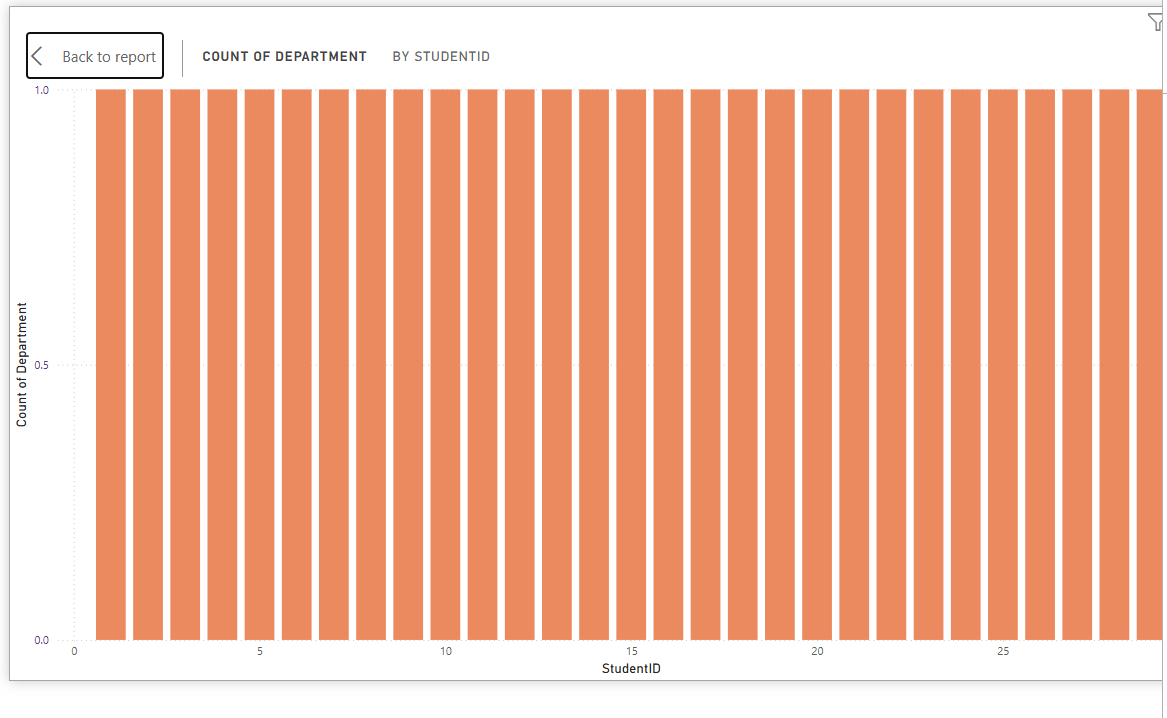 Back to report
COUNT OF DEPARTMENT BY STUDENTID
1.0
0.5
0.0
Count of Department
0 5 10 15 20 25
StudentID